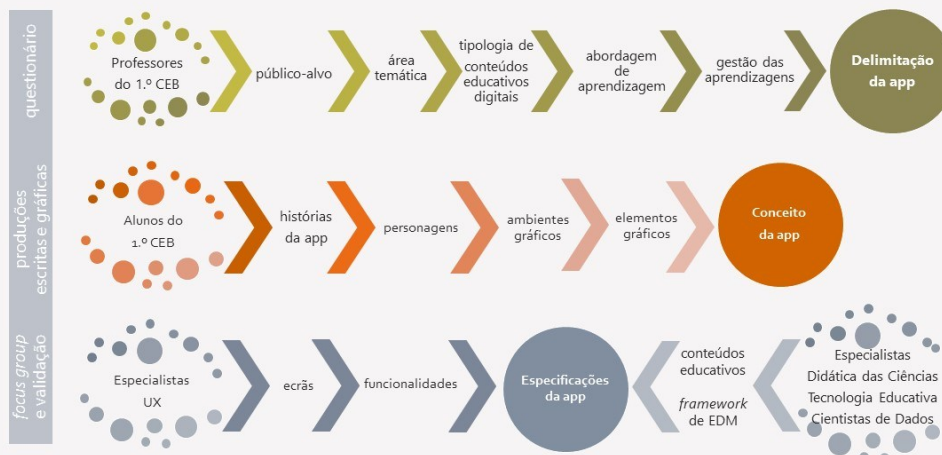 questionário
Professores
do 1.º CEB
público-alvo
área
temática
tipologia de
conteúdos
educativos
digitais
abordagem
de
aprendizagem
gestão das
aprendizagens
Delimitação
da app
produções
escritas e gráficas
Alunos do
1.º CEB
histórias
da app
personagens
ambientes
gráficos
elementos
gráficos
Conceito
da app
focus group
e validação
Especialistas
UX
ecrãs
funcionalidades
Especificações
da app
conteúdos
educativos
framework
de EDM
Especialistas
Didática das Ciências
Tecnologia Educativa
Cientistas de Dados